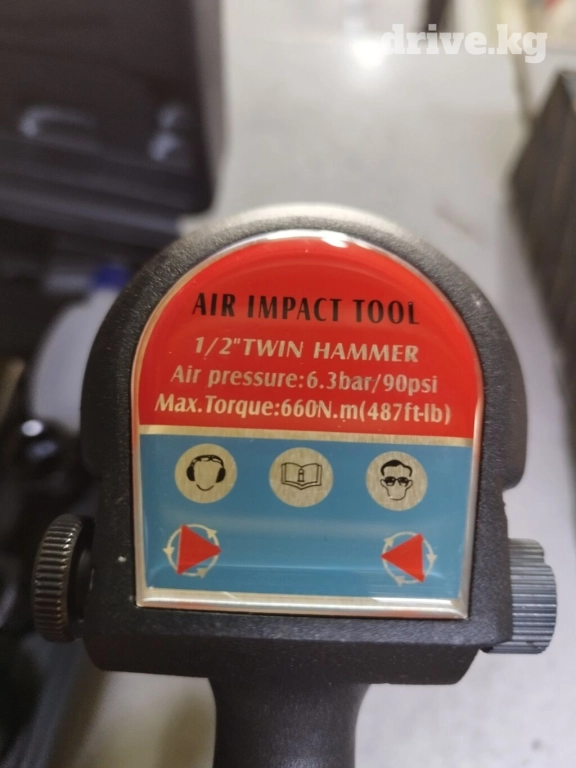 drive.kg
AIR IMPACT TOOL
1/2"TWIN HAMMER
Air pressure:6.3bar/90psi
Max.Torque:660N.m(487ft-lb)